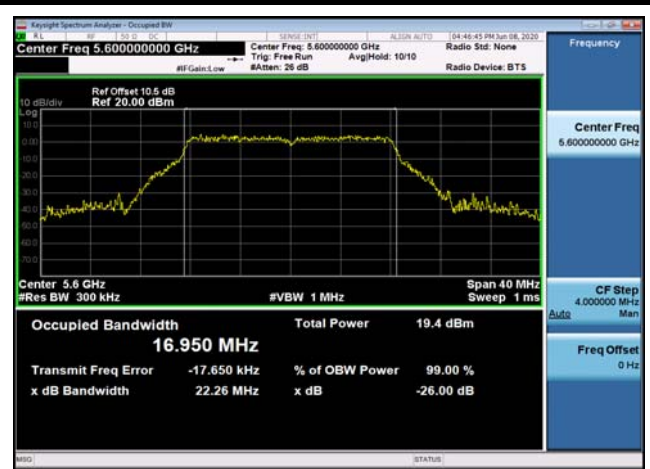 Keysight Spectrum Analyzer - Occupied BW
RL RF 50 Ω DC SENSE:INT ALIGN AUTO 04:46:45 PM Jun 08, 2020
Center Freq 5.600000000 GHz
Center Freq: 5.600000000 GHz
Radio Std: None
Trig: Free Run Avg|Hold: 10/10
#IFGain:Low #Atten: 26 dB Radio Device: BTS
Frequency
Ref Offset 10.5 dB
10 dB/div Ref 20.00 dBm
Log
10.0
0.00
10.0
20.0
30.0
40.0
50.0
60.0
70.0
Center Freq
5.600000000 GHz
Center 5.6 GHz Span 40 MHz
#Res BW 300 kHz #VBW 1 MHz Sweep 1 ms
CF Step
4.000000 MHz
Auto Man
Occupied Bandwidth Total Power 19.4 dBm
16.950 MHz
Freq Offset
0 Hz
Transmit Freq Error -17.650 kHz % of OBW Power 99.00 %
x dB Bandwidth 22.26 MHz x dB -26.00 dB
MSG STATUS